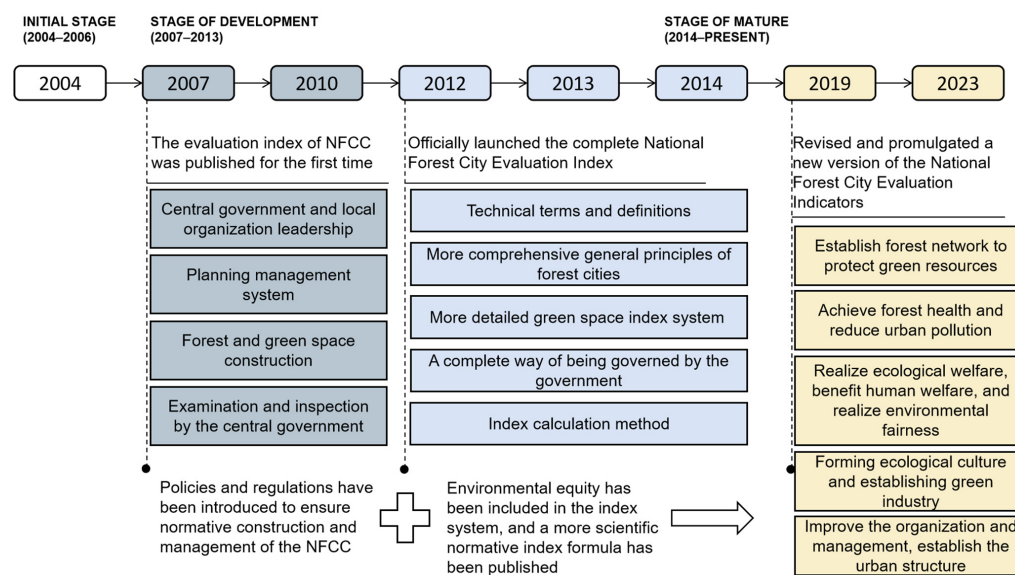 INITIAL STAGE
(2004–2006)
STAGE OF DEVELOPMENT
(2007–2013)
STAGE OF MATURE
(2014–PRESENT)
2004
2007
2010
2012
2013
2014
2019
2023
The evaluation index of NFCC
was published for the first time
Central government and local
organization leadership
Planning management
system
Forest and green space
construction
Examination and inspection
by the central government
Policies and regulations have
been introduced to ensure
normative construction and
management of the NFCC
Officially launched the complete National
Forest City Evaluation Index
Technical terms and definitions
More comprehensive general principles of
forest cities
More detailed green space index system
A complete way of being governed by the
government
Index calculation method
Environmental equity has
been included in the index
system, and a more scientific
normative index formula has
been published
Revised and promulgated a
new version of the National
Forest City Evaluation
Indicators
Establish forest network to
protect green resources
Achieve forest health and
reduce urban pollution
Realize ecological welfare,
benefit human welfare, and
realize environmental
fairness
Forming ecological culture
and establishing green
industry
Improve the organization and
management, establish the
urban structure